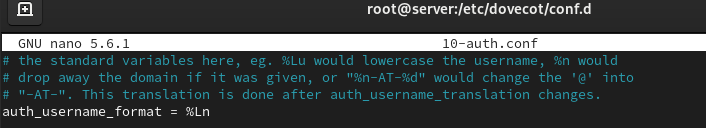 root@server:/etc/dovecot/conf.d
GNU nano 5.6.1 10-auth.conf
# the standard variables here, eg. %Lu would lowercase the username, %n would
# drop away the domain if it was given, or "%n-AT-%d" would change the '@' into
# "-AT-". This translation is done after auth_username_translation changes.
auth_username_format = %Ln